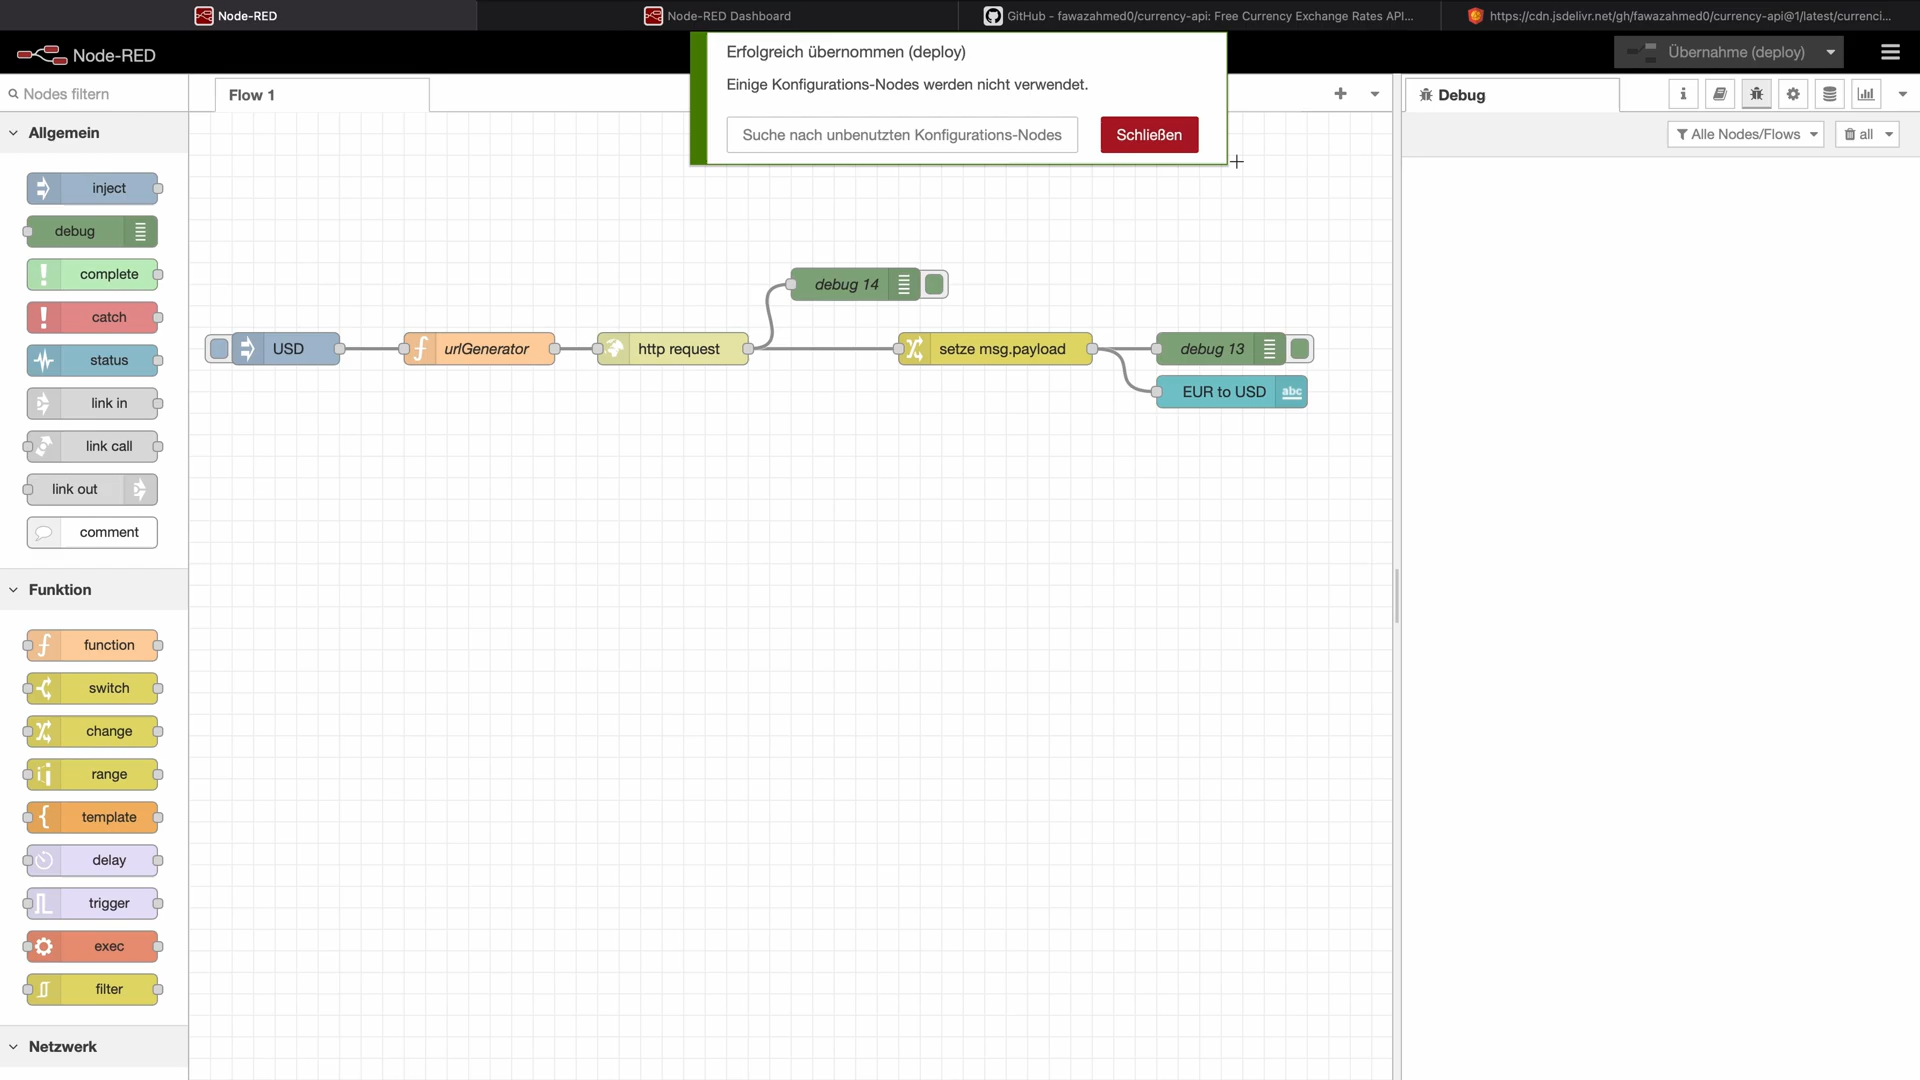 Node-RED
Node-RED Dashboard
GitHub - fawazahmed0/currency-api: Free Currency Exchange Rates API...
https://cdn.jsdelivr.net/gh/fawazahmed0/currency-api@1/latest/currenci...
Node-RED
Übernahme (deploy)
Erfolgreich übernommen (deploy)
Einige Konfigurations-Nodes werden nicht verwendet.
Suche nach unbenutzten Konfigurations-Nodes
Schließen
Nodes filtern
Flow 1
Debug
Alle Nodes/Flows
all
Allgemein
inject
debug
complete
catch
status
link in
link call
link out
comment
Funktion
function
switch
change
range
template
delay
trigger
exec
filter
Netzwerk
debug 14
USD
urlGenerator
http request
setze msg.payload
debug 13
EUR to USD
abc